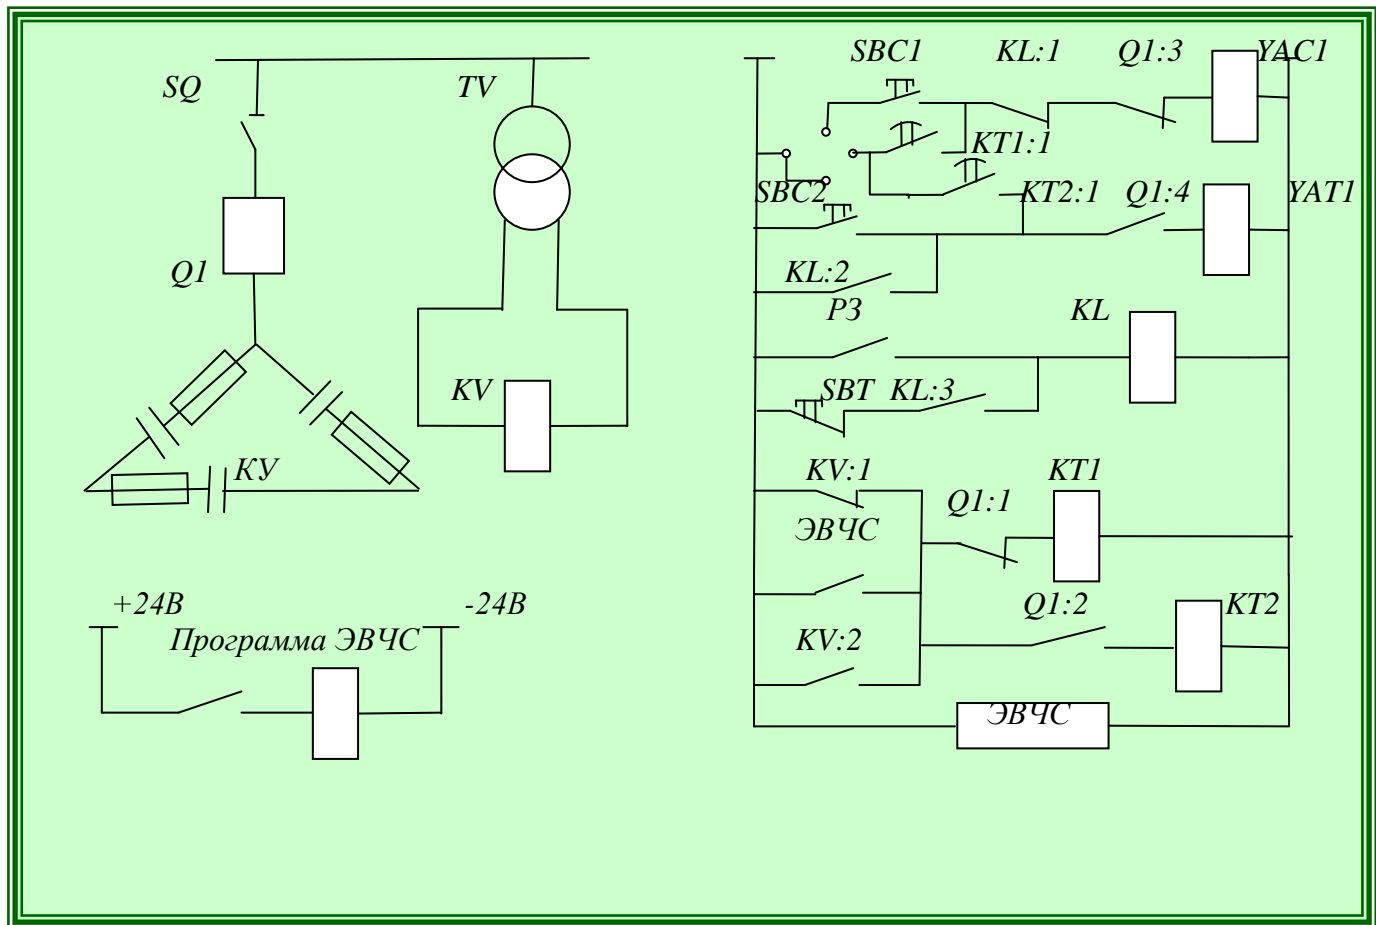 SBC1 KL:1 Q1:3 YAC1
SQ TV
KT1:1
SBC2 KT2:1 Q1:4 YAT1
Q1 KL:2
РЗ KL
KV SBT KL:3
КУ KV:1 KT1
Q1:1
ЭВЧС
+24В -24В Q1:2 KT2
Программа ЭВЧС KV:2
ЭВЧС